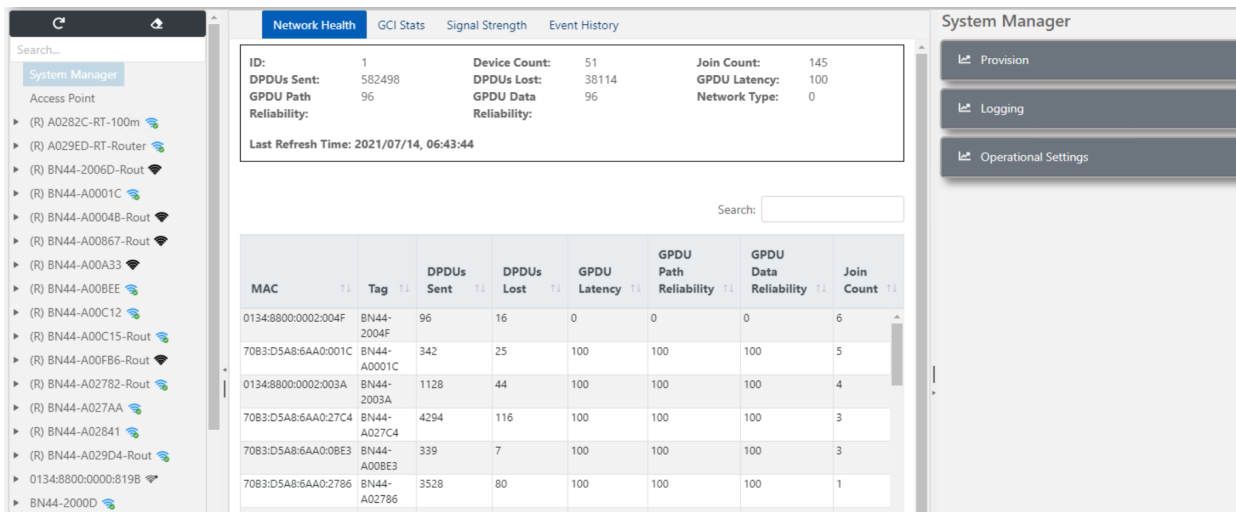 Search...
System Manager
Access Point
(R) A0282C-RT-100m
(R) A029ED-RT-Router
(R) BN44-2006D-Rout
(R) BN44-A0001C
(R) BN44-A0004B-Rout
(R) BN44-A00867-Rout
(R) BN44-A00A33
(R) BN44-A00BEE
(R) BN44-A00C12
(R) BN44-A00C15-Rout
(R) BN44-A00FB6-Rout
(R) BN44-A02782-Rout
(R) BN44-A027AA
(R) BN44-A02841
(R) BN44-A029D4-Rout
0134:8800:0000:819B
BN44-2000D
Network Health GCI Stats Signal Strength Event History
ID: 1 Device Count: 51 Join Count: 145
DPDUs Sent: 582498 DPDUs Lost: 38114 GPDU Latency: 100
GPDU Path 96 GPDU Data 96 Network Type: 0
Reliability: Reliability:
Last Refresh Time: 2021/07/14, 06:43:44
Search:
GPDU GPDU
DPDUs DPDUs GPDU Path Data Join
MAC Tag Sent Lost Latency Reliability Reliability Count
0134:8800:0002:004F BN44- 96 16 0 0 0 6
2004F
70B3:D5A8:6AA0:001C BN44- 342 25 100 100 100 5
A0001C
0134:8800:0002:003A BN44- 1128 44 100 100 100 4
2003A
70B3:D5A8:6AA0:27C4 BN44- 4294 116 100 100 100 3
A027C4
70B3:D5A8:6AA0:0BE3 BN44- 339 7 100 100 100 3
A00BE3
70B3:D5A8:6AA0:2786 BN44- 3528 80 100 100 100 1
A02786
System Manager
Provision
Logging
Operational Settings